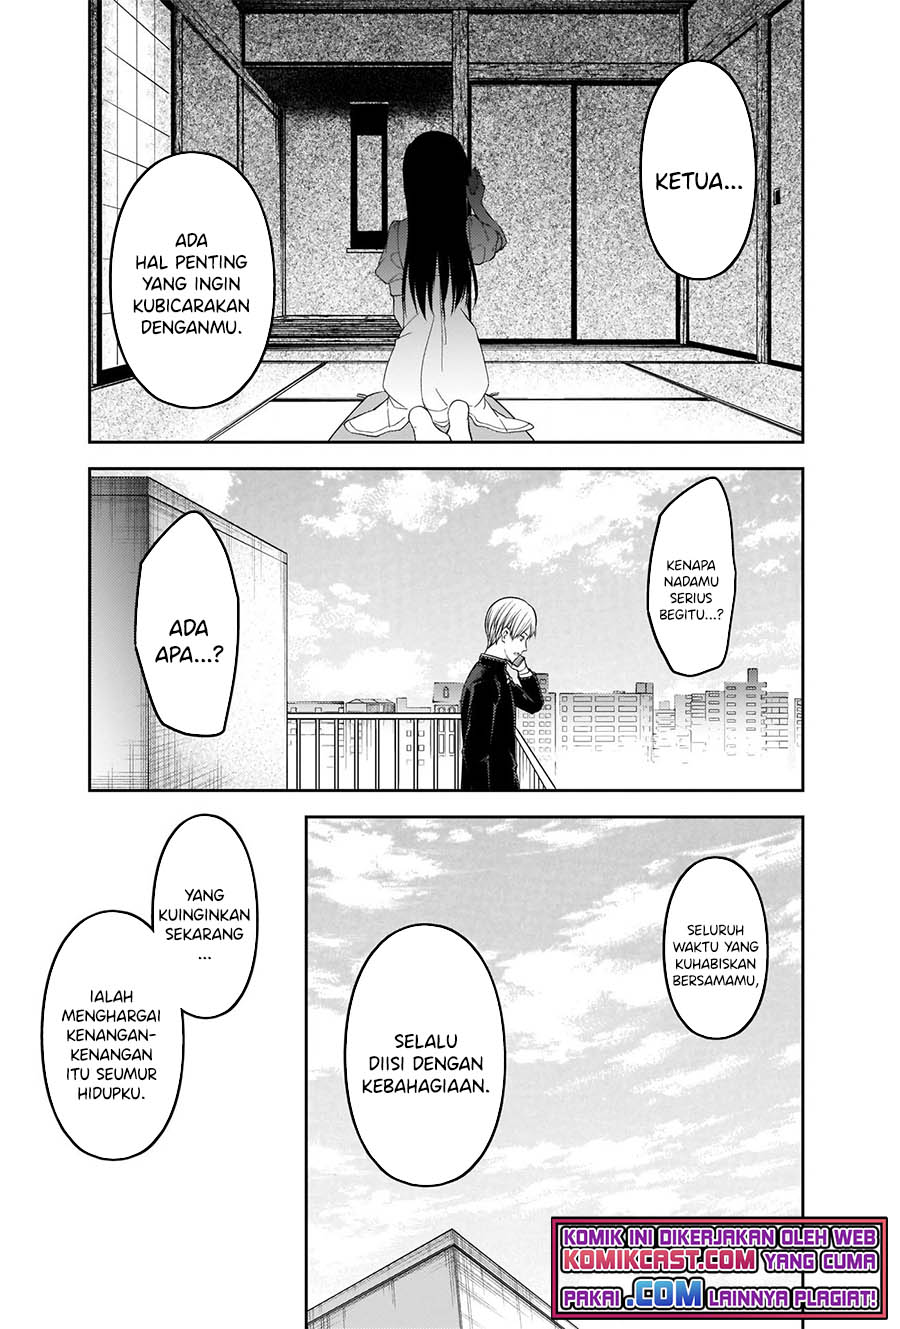 KETUA...
ADA
HAL PENTING
YANG INGIN
KUBICARAKAN
DENGANMU.
KENAPA
NADAMU
SERIUS
BEGITU...?
ADA
APA...?
SELURUH
WAKTU YANG
KUHABISKAN
BERSAMAMU,
SELALU
DIISI DENGAN
KEBAHAGIAAN.
YANG
KUINGINKAN
SEKARANG
...
IALAH
MENGHARGAI
KENANGAN-
KENANGAN
ITU SEUMUR
HIDUPKU.
KOMIK INI DIKERJAKAN OLEH WEB
KOMIKCAST.COM YANG CUMA
PAKAI .COM LAINNYA PLAGIAT!